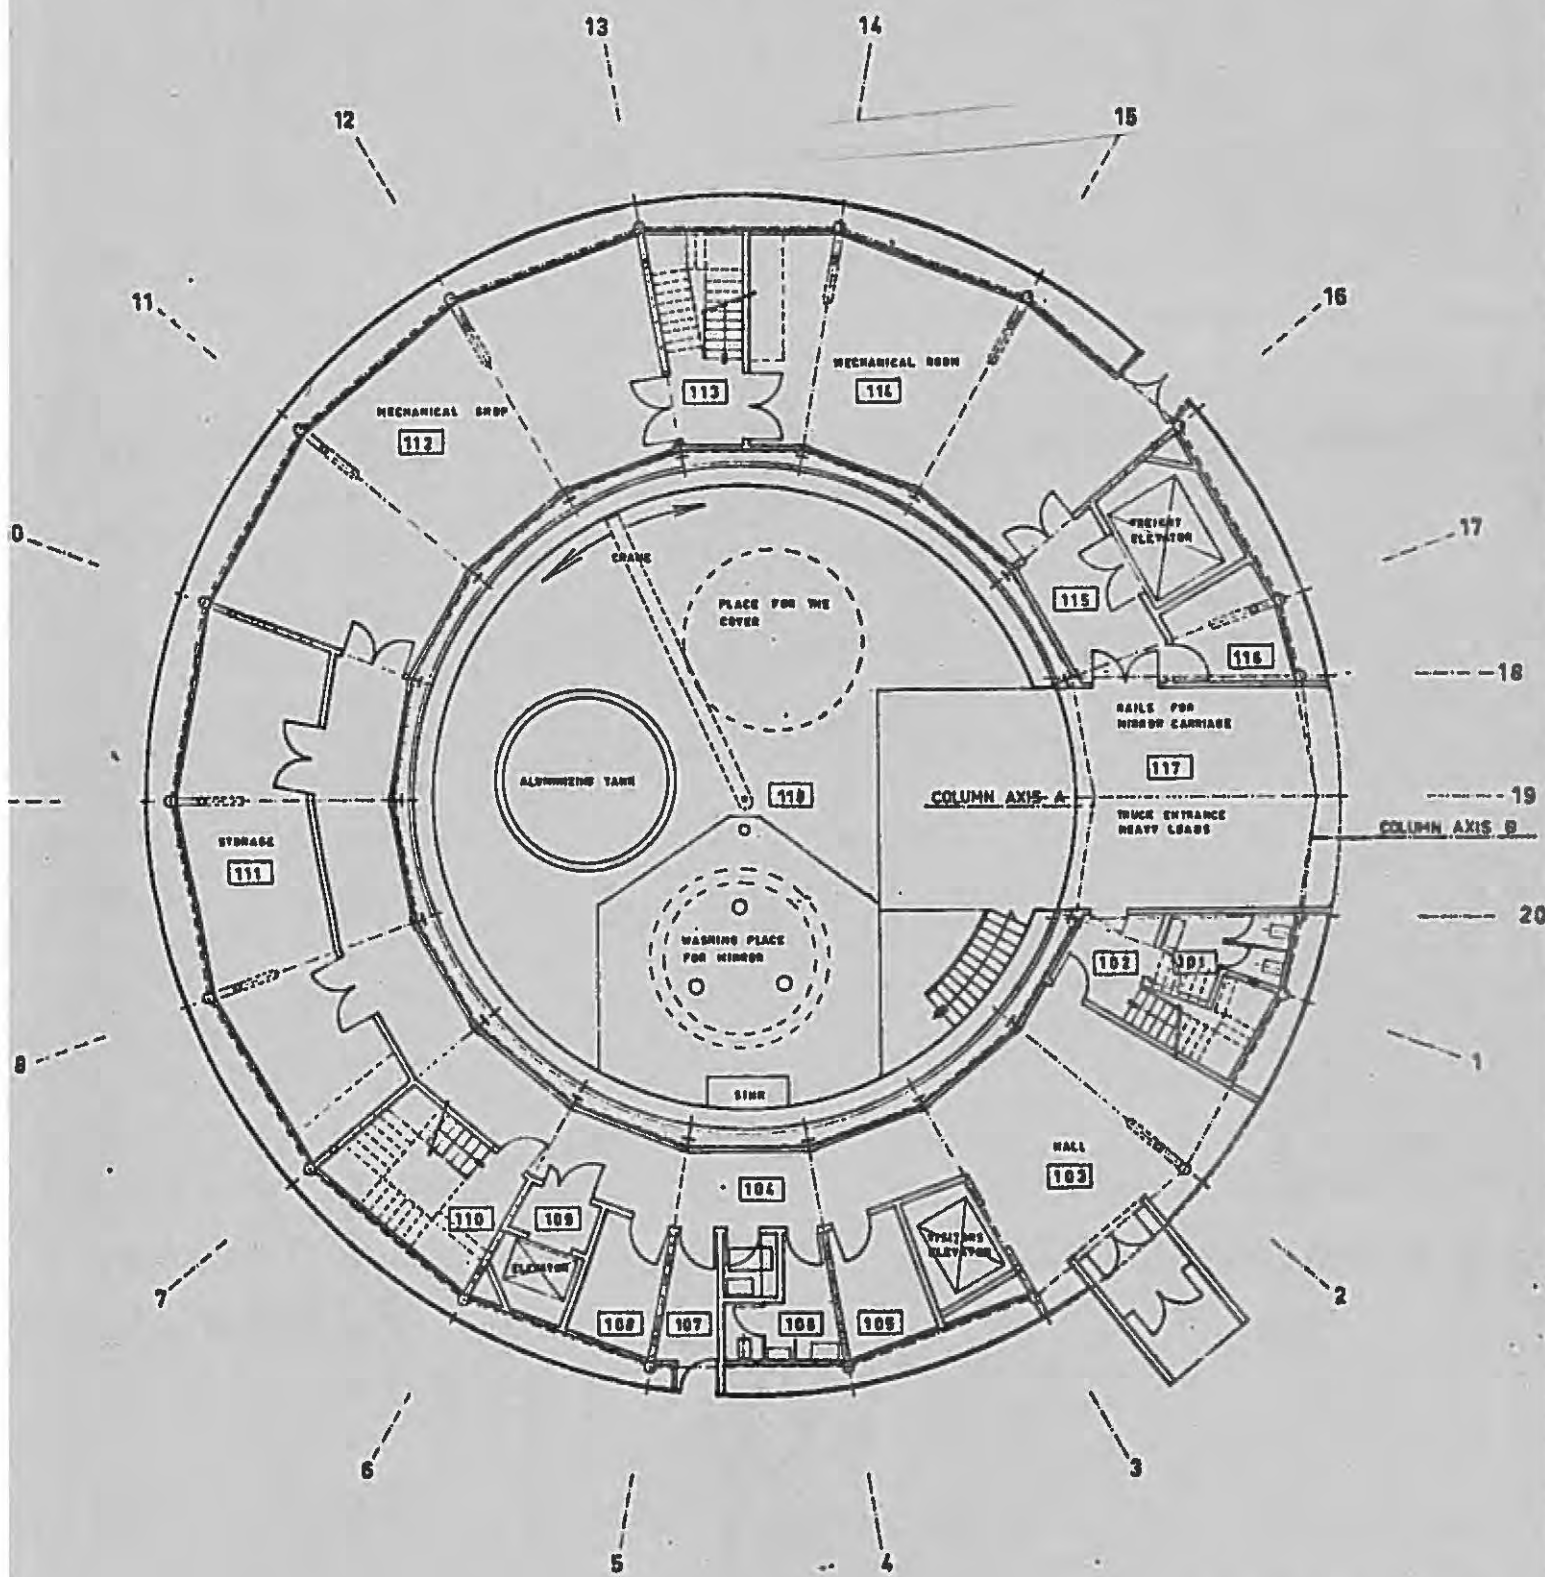 13
14
12
15
11
16
MECHANICAL ROOM
114
113
MECHANICAL SHOP
112
0
17
FREIGHT
ELEVATOR
CRANE
PLACE FOR THE
COVER
115
116
18
RAILS FOR
MIRROR CARRIAGE
117
ALUMINIZING TANK
COLUMN AXIS A
19
TRUCK ENTRANCE
HEAVY LOADS
COLUMN AXIS B
STORAGE
111
20
WASHING PLACE
FOR MIRROR
102
101
8
1
SINK
HALL
103
104
110
109
VISITORS
ELEVATOR
ELEVATOR
7
2
108
107
106
105
6
3
5
4